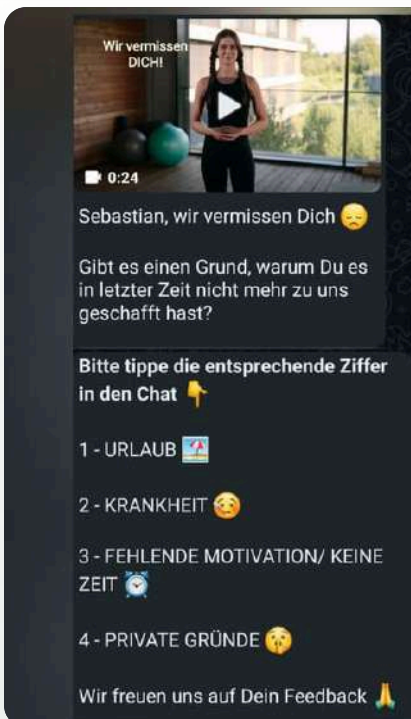 Wir vermissen
DICH!
0:24
Sebastian, wir vermissen Dich 😞
Gibt es einen Grund, warum Du es
in letzter Zeit nicht mehr zu uns
geschafft hast?
Bitte tippe die entsprechende Ziffer
in den Chat 👇
1 - URLAUB 🏖️
2 - KRANKHEIT 🤒
3 - FEHLENDE MOTIVATION/ KEINE
ZEIT ⏰
4 - PRIVATE GRÜNDE 🤫
Wir freuen uns auf Dein Feedback 🙏